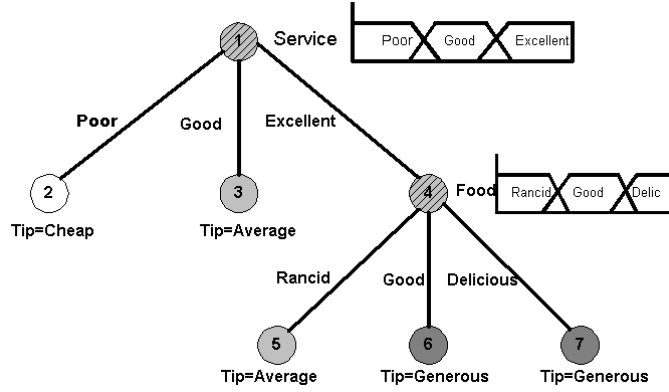 1
Service
Poor Good Excellent
Poor
Good
Excellent
2
3
4
Food
Rancid Good Delic
Tip=Cheap
Tip=Average
Rancid
Good
Delicious
5
6
7
Tip=Average
Tip=Generous
Tip=Generous